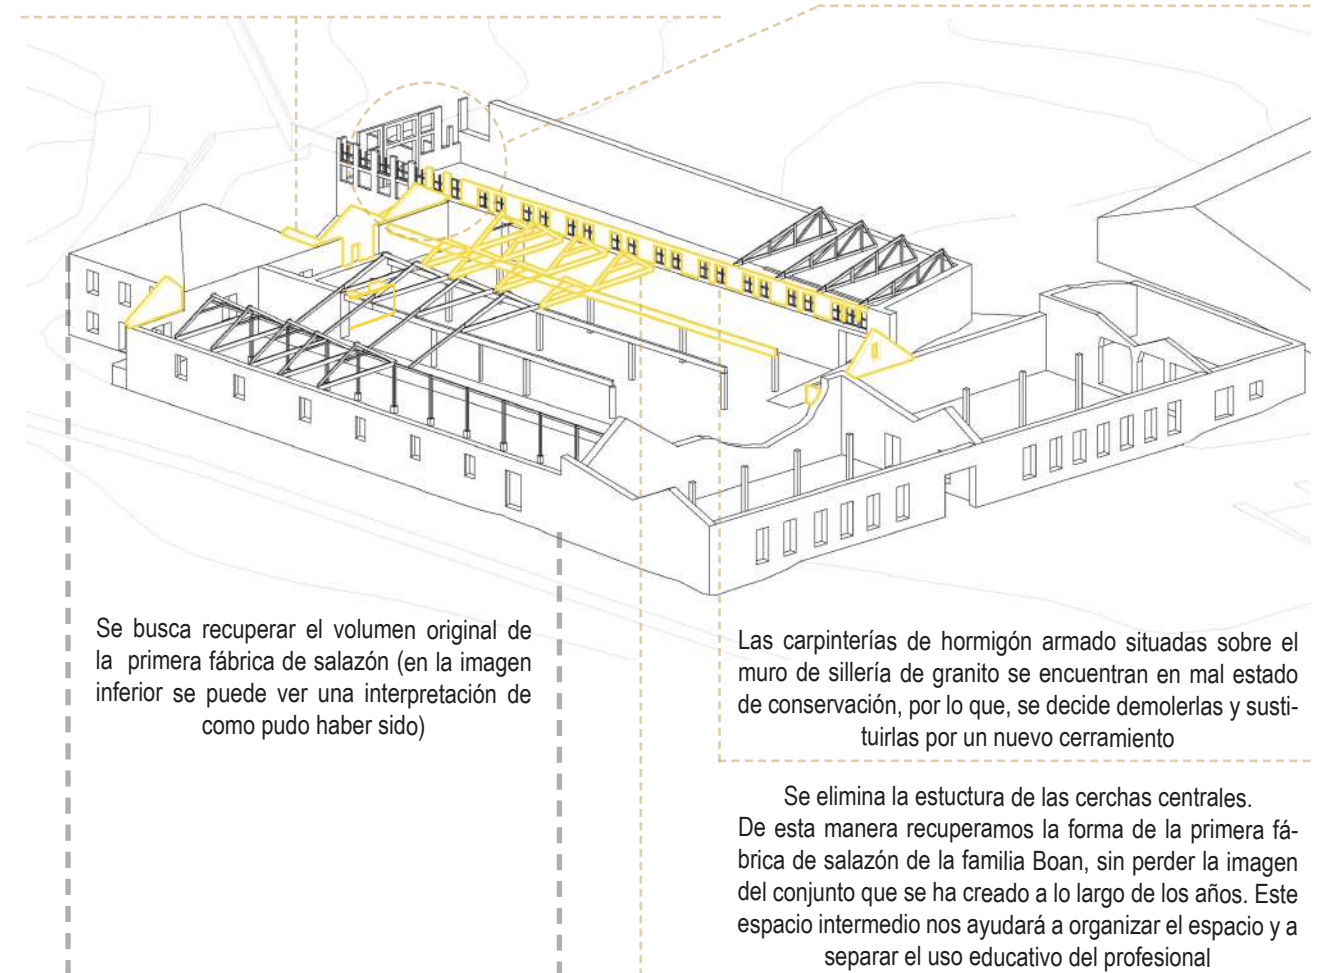 Se busca recuperar el volumen original de
la primera fábrica de salazón (en la imagen
inferior se puede ver una interpretación de
como pudo haber sido)
Las carpinterías de hormigón armado situadas sobre el
muro de sillería de granito se encuentran en mal estado
de conservación, por lo que, se decide demolerlas y susti-
tuirlas por un nuevo cerramiento
Se elimina la estuctura de las cerchas centrales.
De esta manera recuperamos la forma de la primera fá-
brica de salazón de la familia Boan, sin perder la imagen
del conjunto que se ha creado a lo largo de los años. Este
espacio intermedio nos ayudará a organizar el espacio y a
separar el uso educativo del profesional